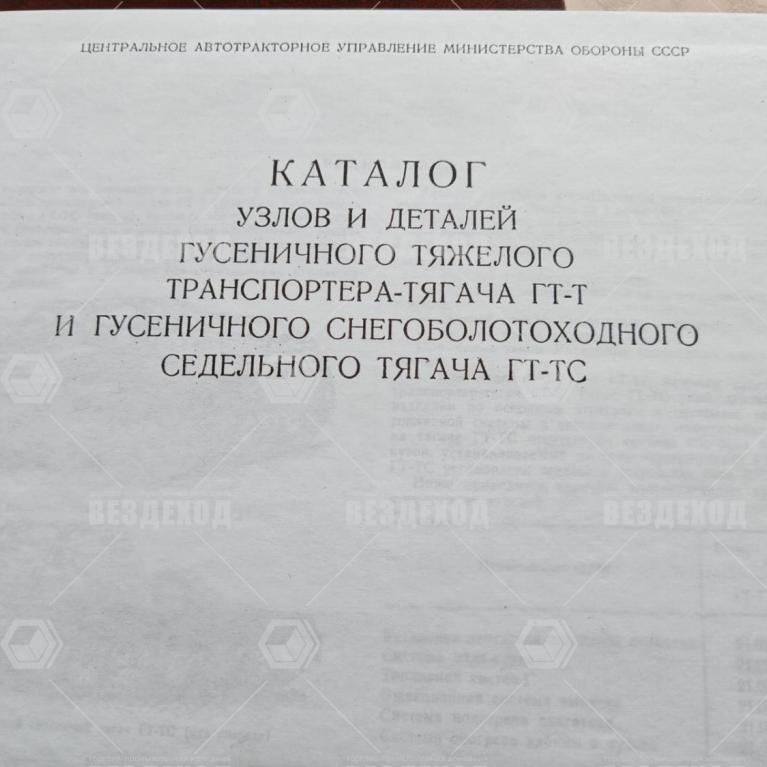 ЦЕНТРАЛЬНОЕ АВТОТРАКТОРНОЕ УПРАВЛЕНИЕ МИНИСТЕРСТВА ОБОРОНЫ СССР
КАТАЛОГ
УЗЛОВ И ДЕТАЛЕЙ
ГУСЕНИЧНОГО ТЯЖЕЛОГО
ТРАНСПОРТЕРА-ТЯГАЧА ГТ-Т
И ГУСЕНИЧНОГО СНЕГОБОЛОТОХОДНОГО
СЕДЕЛЬНОГО ТЯГАЧА ГТ-ТС
ВЕЗДЕХОД ВЕЗДЕХОД ВЕЗДЕХОД
ВЕЗДЕХОД ВЕЗДЕХОД ВЕЗДЕХОД